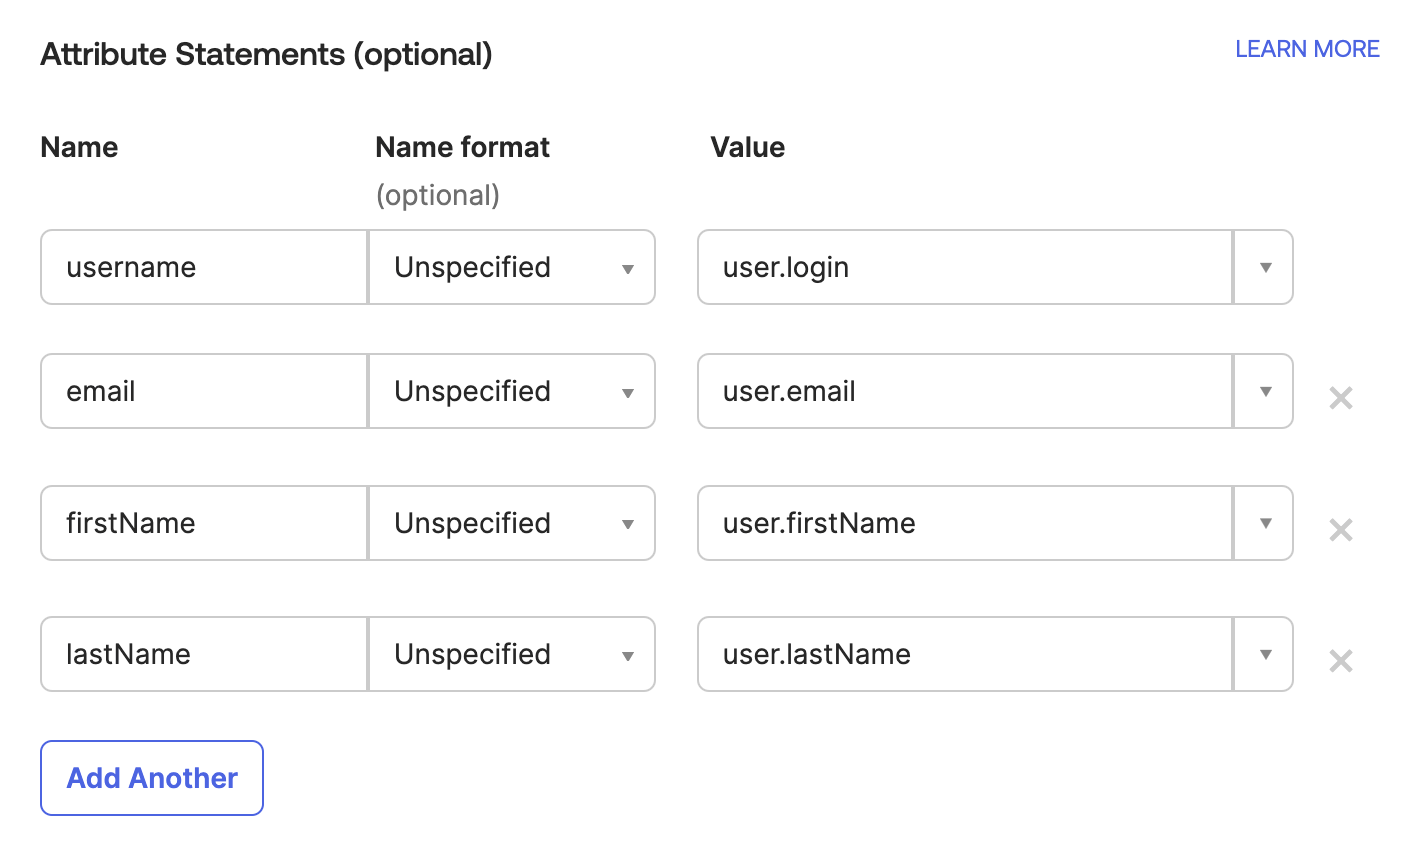 Attribute Statements (optional) LEARN MORE
Name Name format Value
(optional)
username Unspecified user.login
email Unspecified user.email
firstName Unspecified user.firstName
lastName Unspecified user.lastName
Add Another